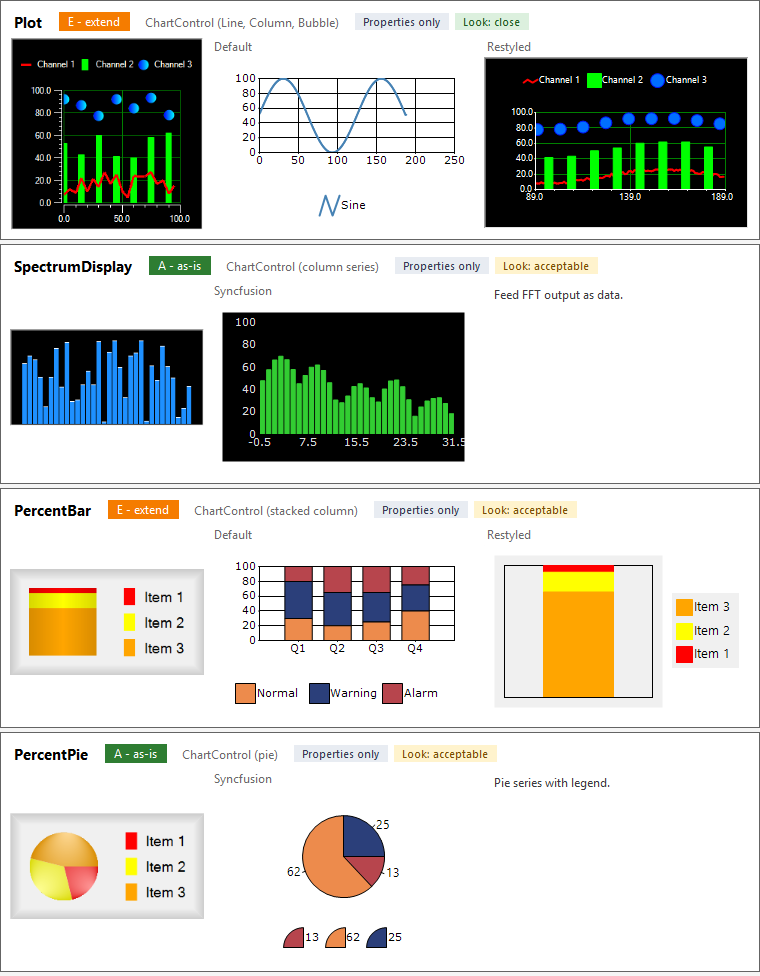 Plot E - extend ChartControl (Line, Column, Bubble) Properties only Look: close
Default Restyled
Channel 1 Channel 2 Channel 3
100.0
80.0
60.0
40.0
20.0
0.0
0.0 50.0 100.0
100
80
60
40
20
0
0 50 100 150 200 250
Sine
Channel 1 Channel 2 Channel 3
100.0
80.0
60.0
40.0
20.0
0.0
89.0 139.0 189.0
SpectrumDisplay A - as-is ChartControl (column series) Properties only Look: acceptable
Syncfusion
Feed FFT output as data.
100
80
60
40
20
0
-0.5 7.5 15.5 23.5 31.5
PercentBar E - extend ChartControl (stacked column) Properties only Look: acceptable
Default Restyled
Item 1
Item 2
Item 3
100
80
60
40
20
0
Q1 Q2 Q3 Q4
Normal Warning Alarm
Item 3
Item 2
Item 1
PercentPie A - as-is ChartControl (pie) Properties only Look: acceptable
Syncfusion
Pie series with legend.
Item 1
Item 2
Item 3
25
62
13
13 62 25